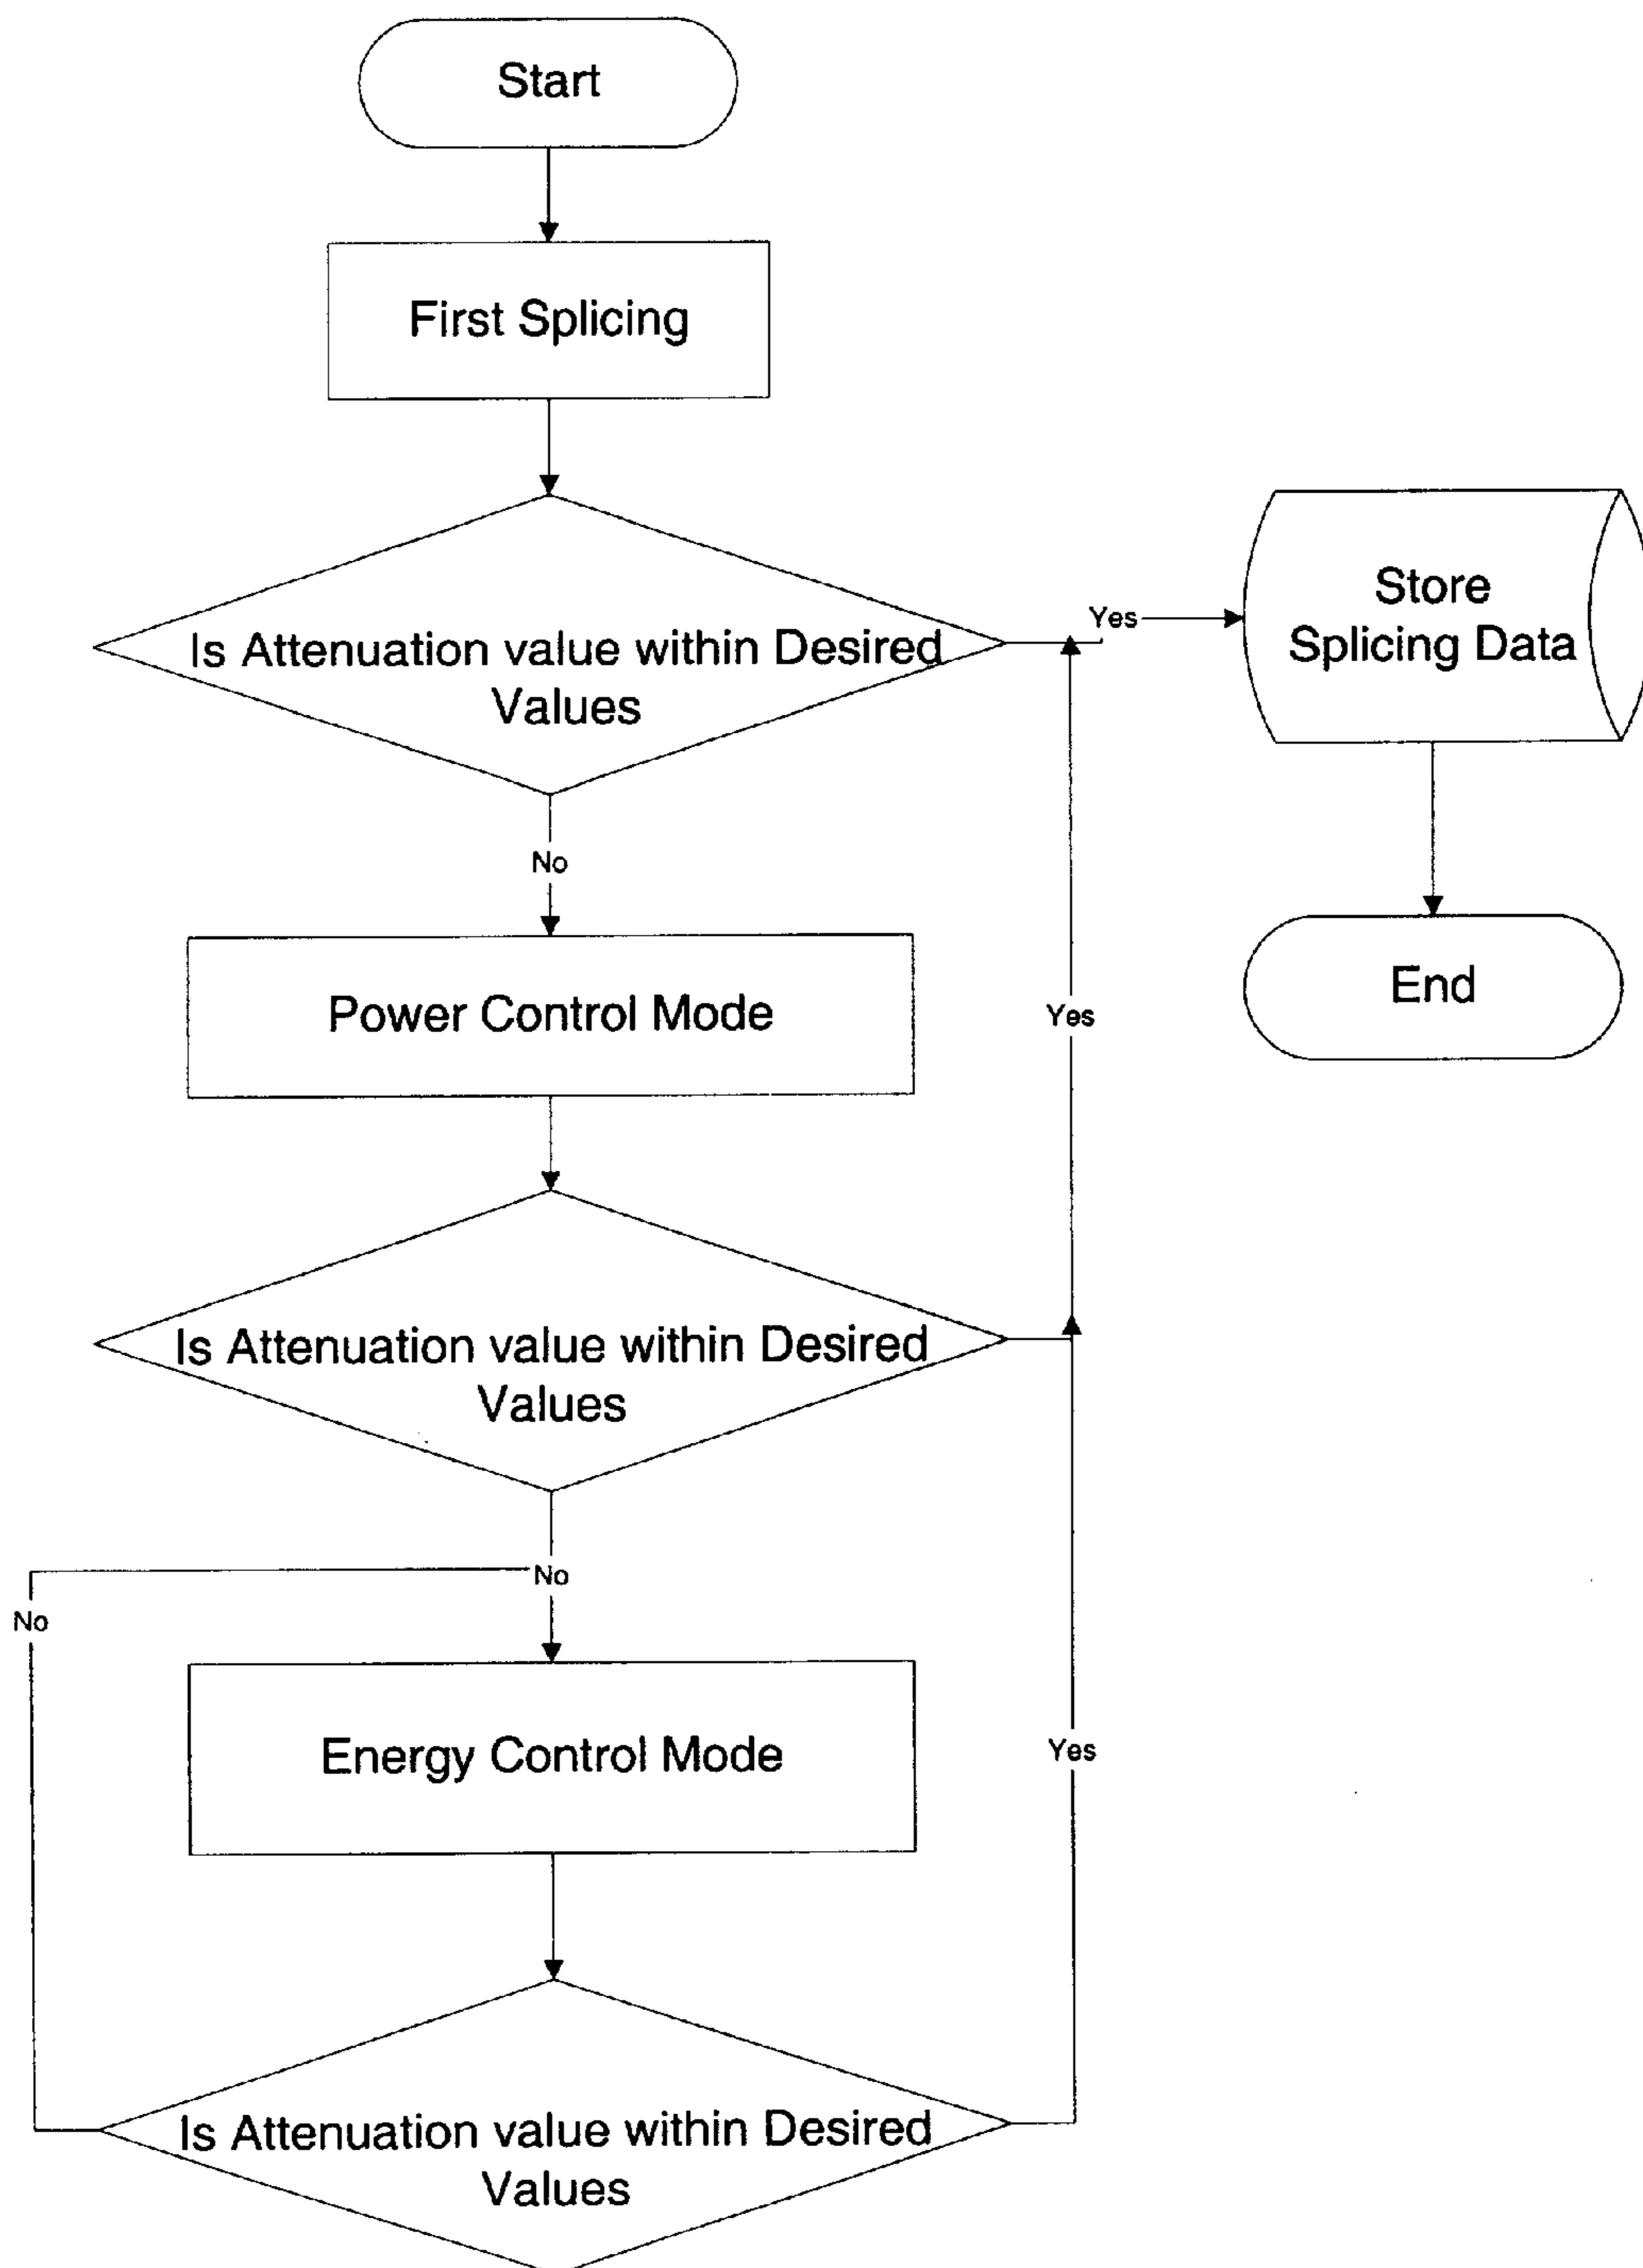 Start
First Splicing
Is Attenuation value within Desired
Values
Yes
Store
Splicing Data
No
End
Power Control Mode
Yes
Is Attenuation value within Desired
Values
No
No
Energy Control Mode
Yes
Is Attenuation value within Desired
Values